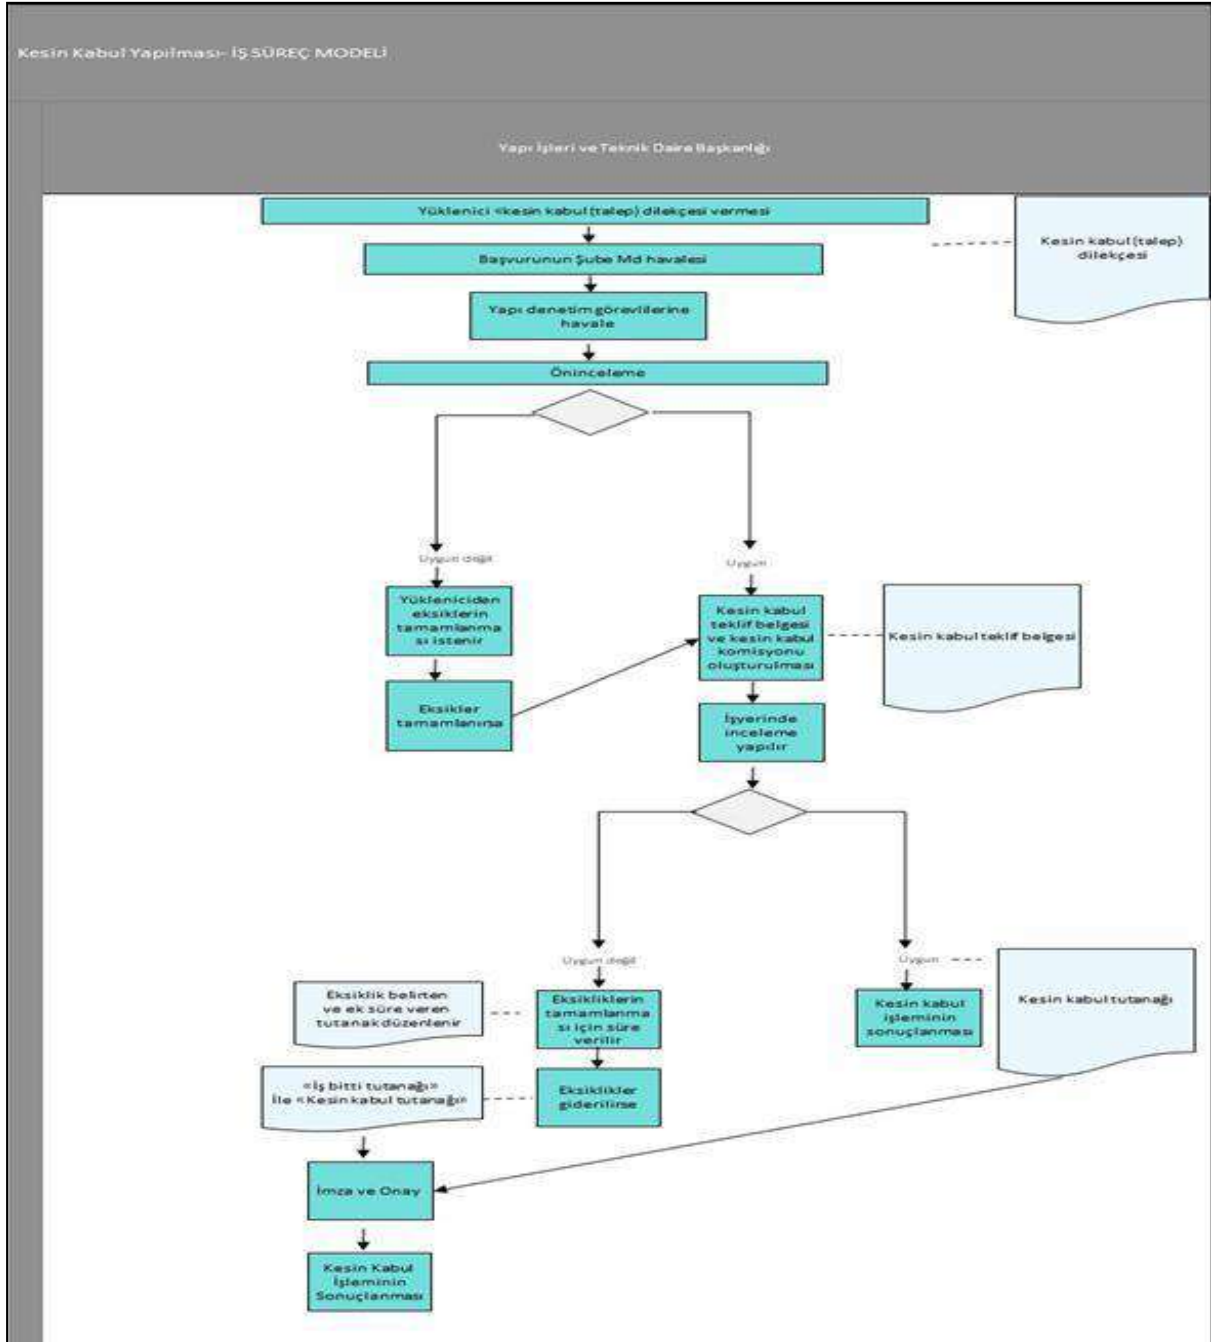 Kesin Kabul Yapılması- İŞ SÜREÇ MODELİ
Yapı İşleri ve Teknik Daire Başkanlığı
Yüklenici «kesin kabul (talep) dilekçesi vermesi
Kesin kabul (talep)
dilekçesi
Başvurunun Şube Md havalesi
Yapı denetim görevlilerine
havale
Öninceleme
Uygun değil
Uygun
Yükleniciden
eksiklerin
tamamlanma
sı istenir
Kesin kabul
teklif belgesi
ve kesin kabul
komisyonu
oluşturulması
Kesin kabul teklif belgesi
Eksikler
tamamlanırsa
İşyerinde
inceleme
yapılır
Uygun değil
Uygun
Eksiklik belirten
ve ek süre veren
tutanak düzenlenir
Eksikliklerin
tamamlanma
sı için süre
verilir
Kesin kabul
işleminin
sonuçlanması
Kesin kabul tutanağı
«İş bitti tutanağı»
İle «Kesin kabul tutanağı»
Eksiklikler
giderilirse
İmza ve Onay
Kesin Kabul
İşleminin
Sonuçlanması